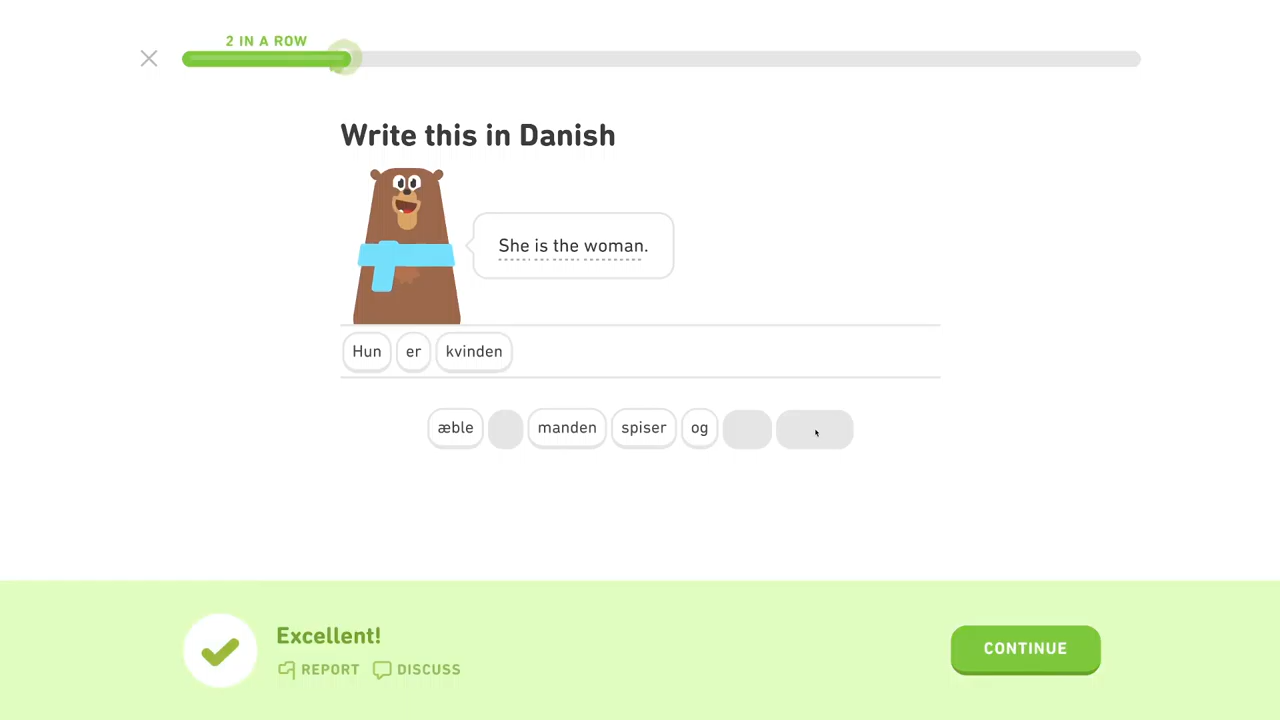 2 IN A ROW
Write this in Danish
She is the woman.
Hun er kvinden
æble manden spiser og
Excellent!
REPORT DISCUSS
CONTINUE